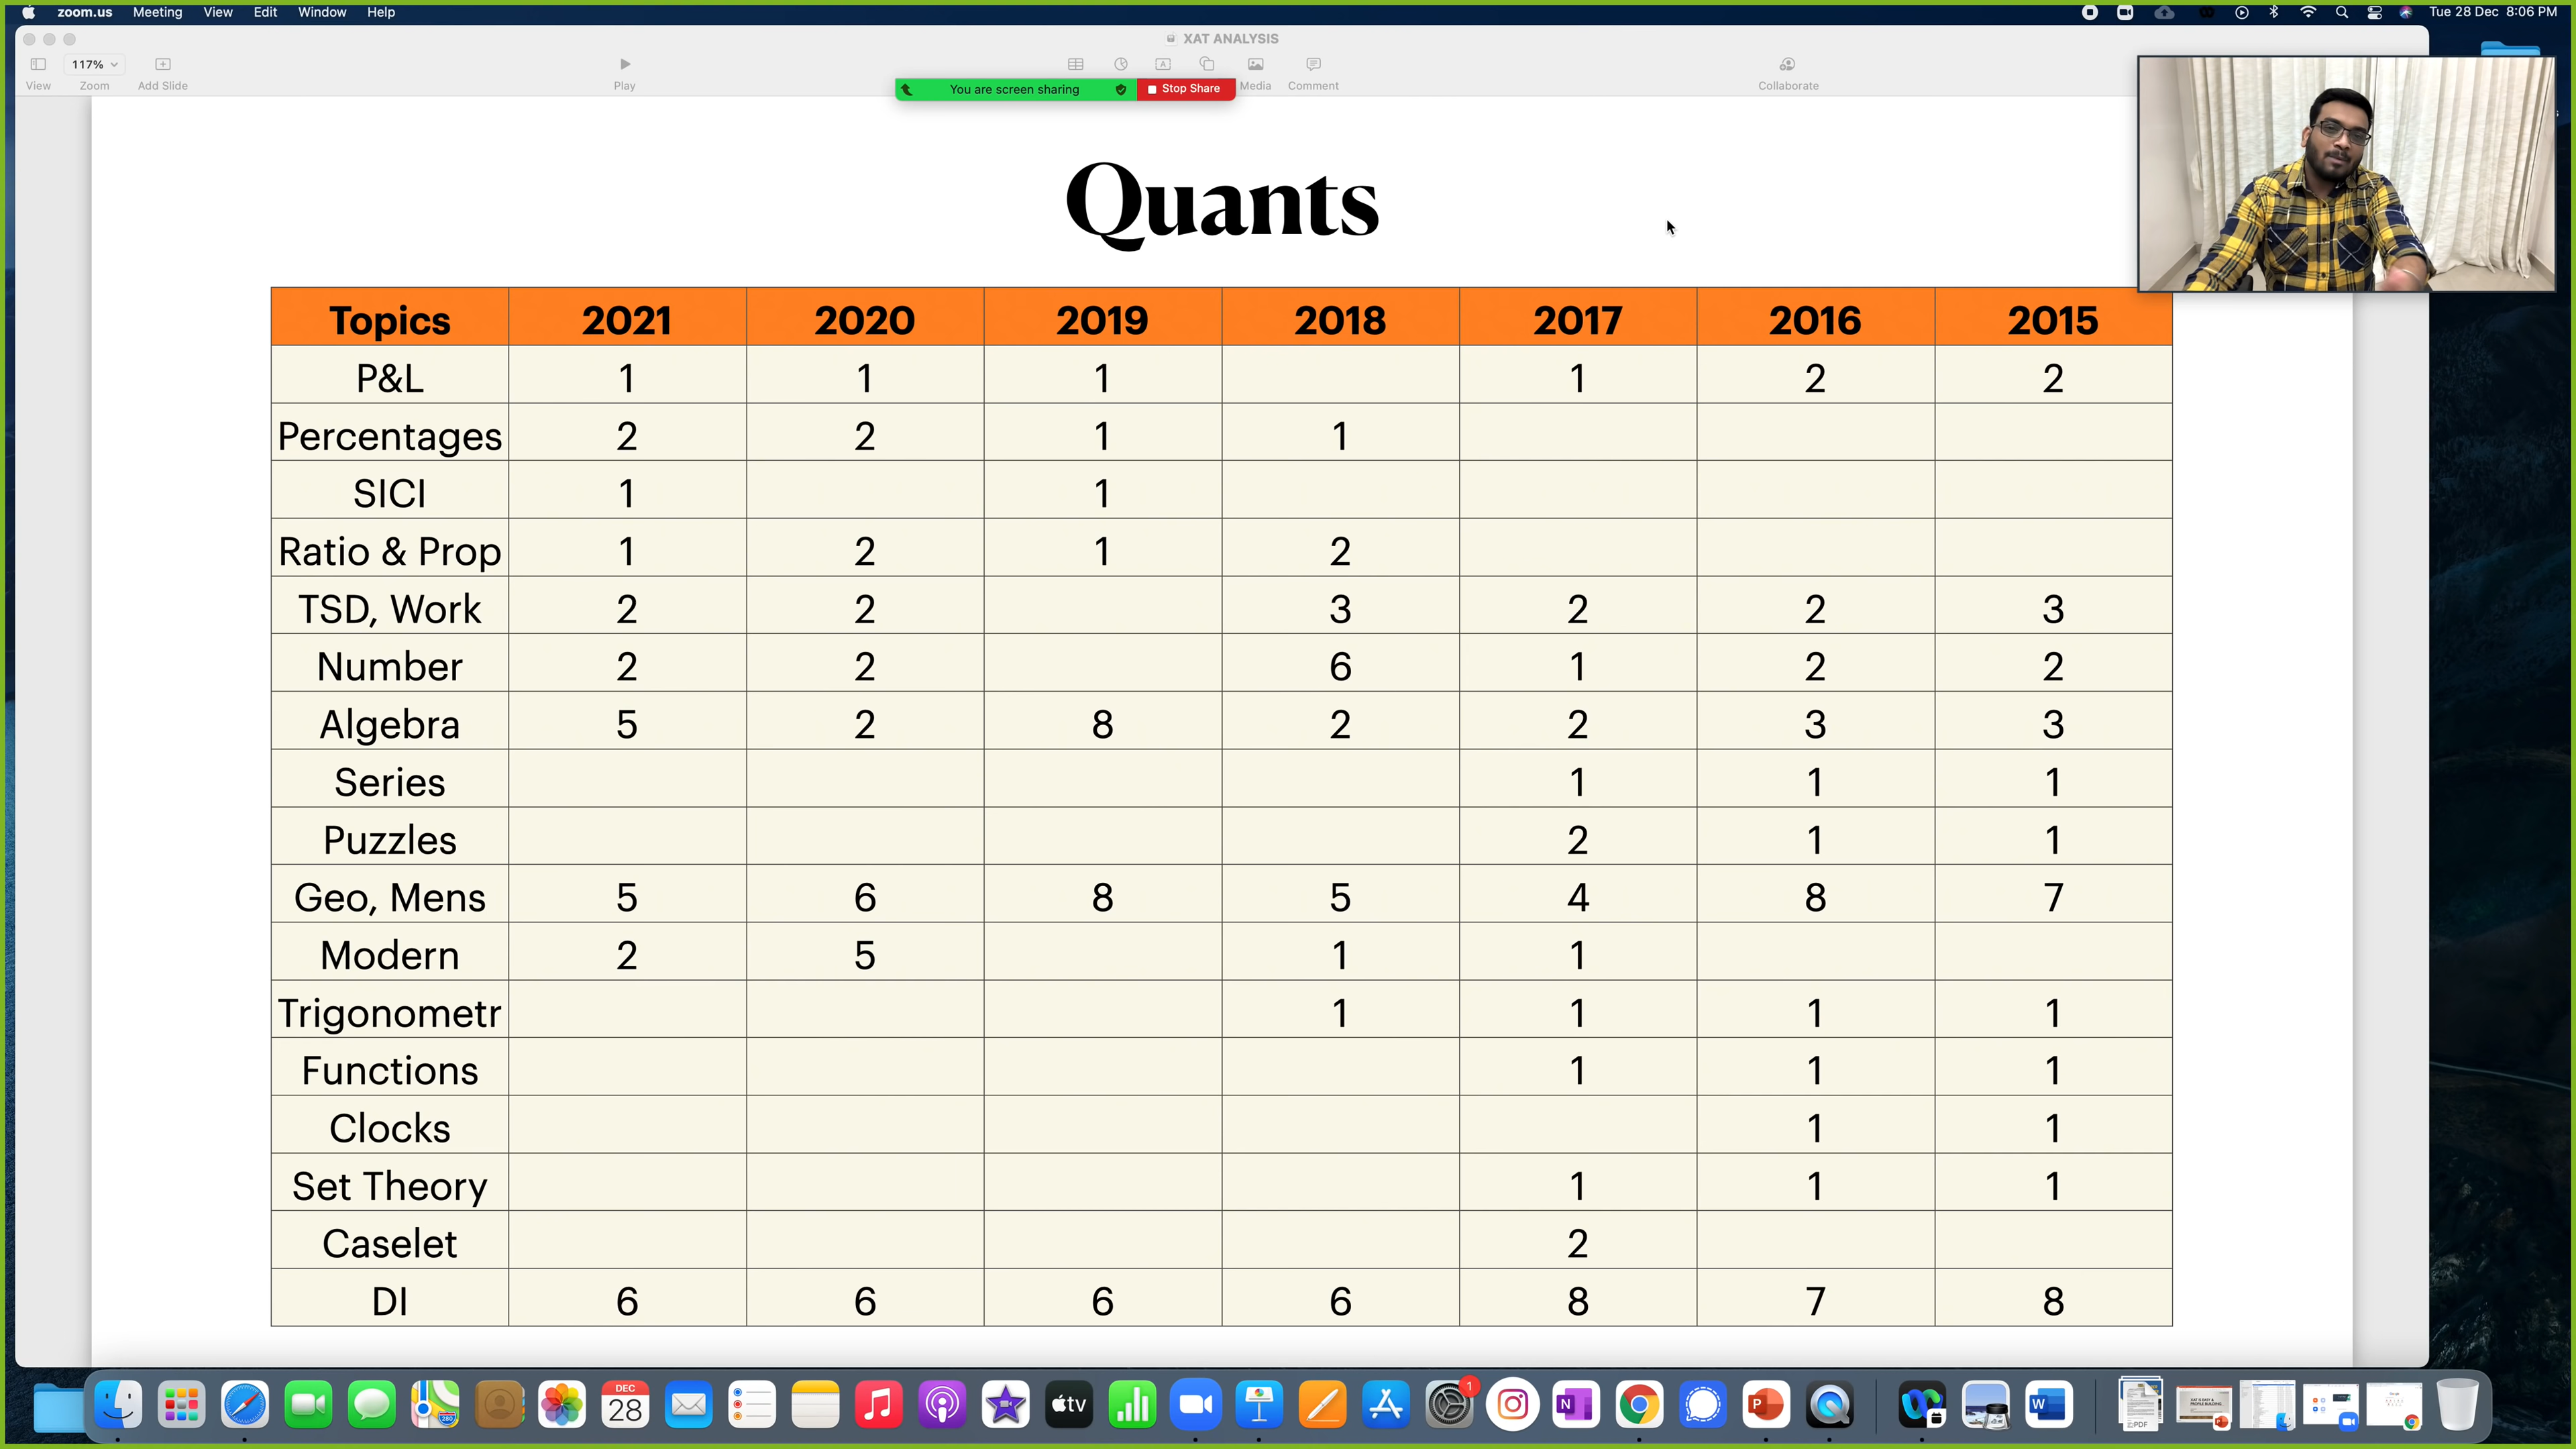 zoom.us Meeting View Edit Window Help Tue 28 Dec 8:06 PM
XAT ANALYSIS
117%
View Zoom Add Slide Play Media Comment Collaborate
You are screen sharing Stop Share
Quants
Topics 2021 2020 2019 2018 2017 2016 2015
P&L 1 1 1 1 2 2
Percentages 2 2 1 1
SICI 1 1
Ratio & Prop 1 2 1 2
TSD, Work 2 2 3 2 2 3
Number 2 2 6 1 2 2
Algebra 5 2 8 2 2 3 3
Series 1 1 1
Puzzles 2 1 1
Geo, Mens 5 6 8 5 4 8 7
Modern 2 5 1 1
Trigonometr 1 1 1 1
Functions 1 1 1
Clocks 1 1
Set Theory 1 1 1
Caselet 2
DI 6 6 6 6 8 7 8
DEC
28
tv
1
N
P
W
PDF